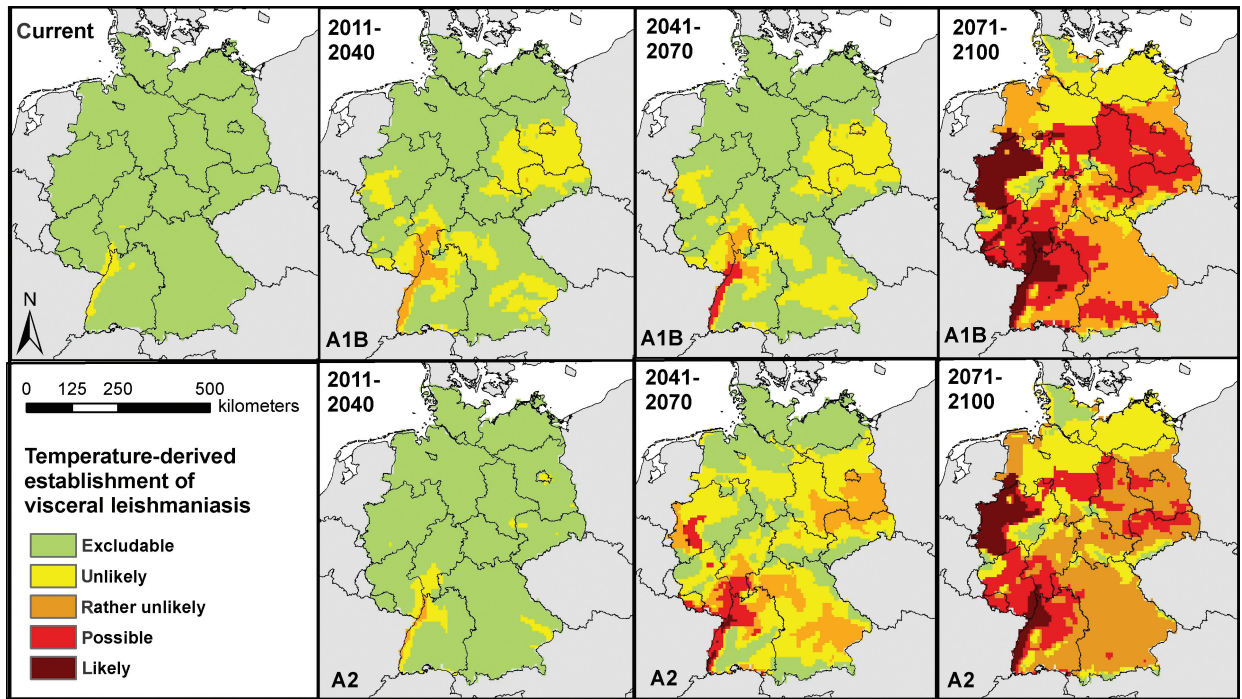 Current
2011-
2040
2041-
2070
2071-
2100
N
A1B
A1B
A1B
0 125 250 500
kilometers
Temperature-derived
establishment of
visceral leishmaniasis
Excludable
Unlikely
Rather unlikely
Possible
Likely
2011-
2040
2041-
2070
2071-
2100
A2
A2
A2